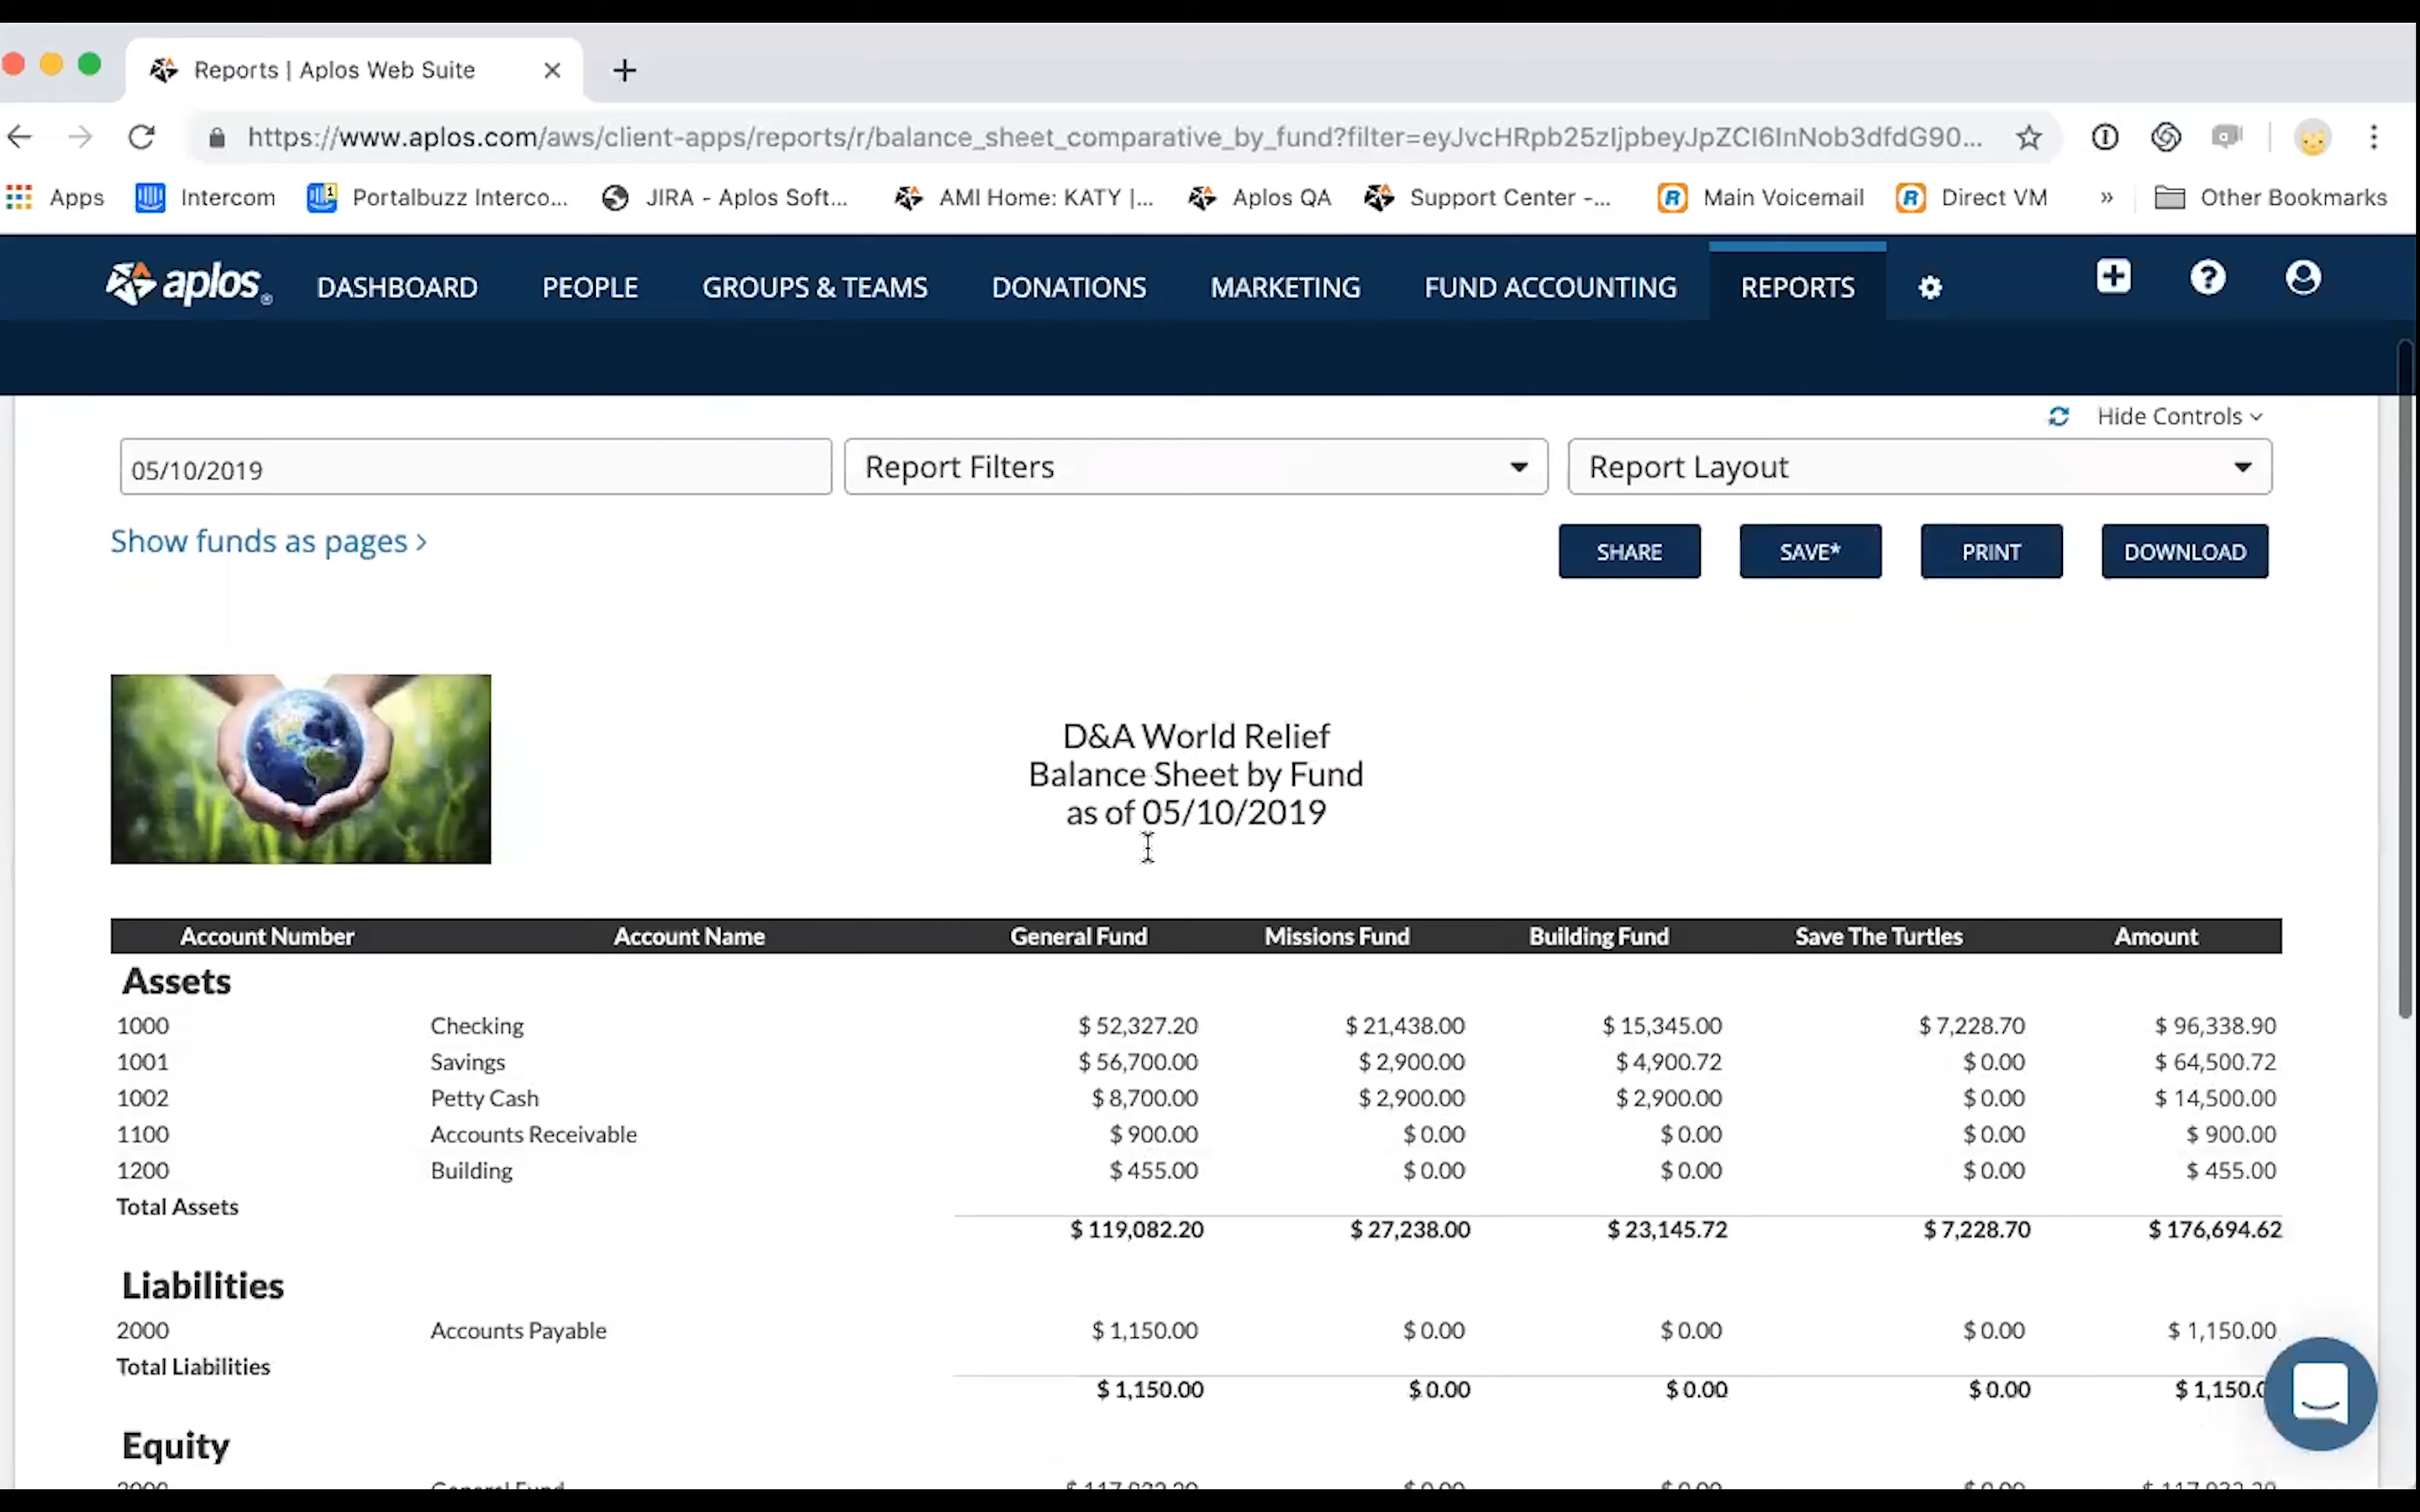 Reports | Aplos Web Suite
https://www.aplos.com/aws/client-apps/reports/r/balance_sheet_comparative_by_fund?filter=eyJvcHRpb25zIjpbeyJpZCI6InNob3dfdG90...
Apps Intercom Portalbuzz Interco... JIRA - Aplos Soft... AMI Home: KATY |... Aplos QA Support Center -... Main Voicemail Direct VM » Other Bookmarks
aplos DASHBOARD PEOPLE GROUPS & TEAMS DONATIONS MARKETING FUND ACCOUNTING REPORTS
Hide Controls
05/10/2019 Report Filters Report Layout
Show funds as pages > SHARE SAVE* PRINT DOWNLOAD
D&A World Relief
Balance Sheet by Fund
as of 05/10/2019
Account Number Account Name General Fund Missions Fund Building Fund Save The Turtles Amount
Assets
1000 Checking $ 52,327.20 $ 21,438.00 $ 15,345.00 $ 7,228.70 $ 96,338.90
1001 Savings $ 56,700.00 $ 2,900.00 $ 4,900.72 $ 0.00 $ 64,500.72
1002 Petty Cash $ 8,700.00 $ 2,900.00 $ 2,900.00 $ 0.00 $ 14,500.00
1100 Accounts Receivable $ 900.00 $ 0.00 $ 0.00 $ 0.00 $ 900.00
1200 Building $ 455.00 $ 0.00 $ 0.00 $ 0.00 $ 455.00
Total Assets
$ 119,082.20 $ 27,238.00 $ 23,145.72 $ 7,228.70 $ 176,694.62
Liabilities
2000 Accounts Payable $ 1,150.00 $ 0.00 $ 0.00 $ 0.00 $ 1,150.00
Total Liabilities
$ 1,150.00 $ 0.00 $ 0.00 $ 0.00 $ 1,150.0
Equity